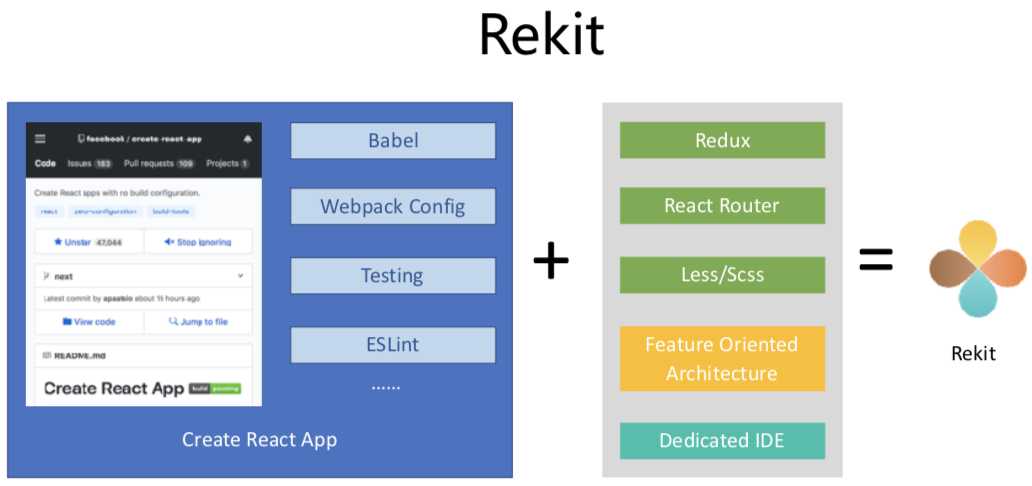 Rekit
facebook / create-react-app
Code Issues 183 Pull requests 109 Projects 1
Create React apps with no build configuration.
react zero-configuration build-tools
Unstar 47,044 Stop ignoring
next
Latest commit by about 15 hours ago
View code Jump to file
README.md
Create React App build passing
Babel
Webpack Config
Testing
ESLint
......
Create React App
+
Redux
React Router
Less/Scss
Feature Oriented
Architecture
Dedicated IDE
=
Rekit